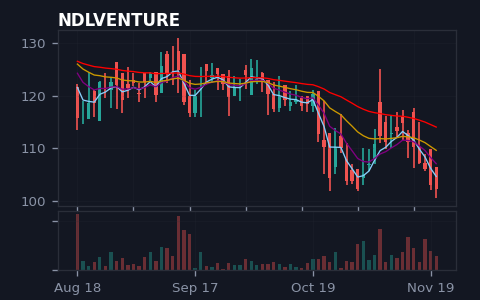 NDLVENTURE
130
120
110
100
Aug 18
Sep 17
Oct 19
Nov 19